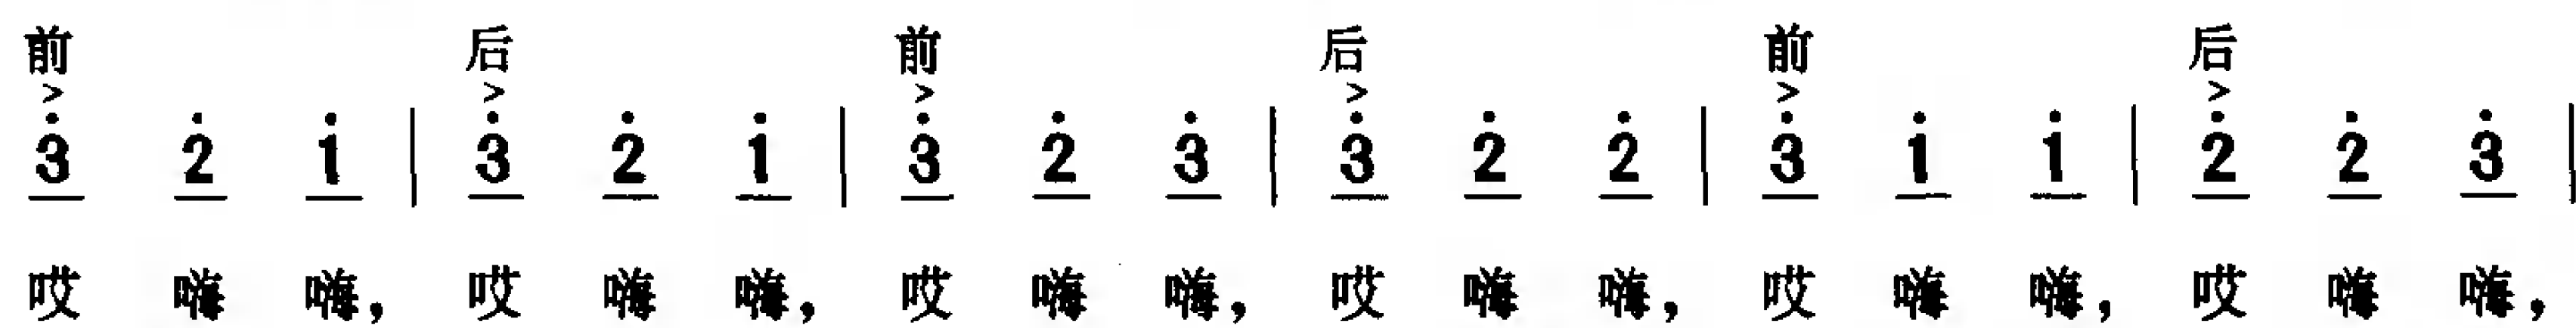 前 后 前 后 前 后
> > > > > >
3̇ 2̇ 1̇ | 3̇ 2̇ 1̇ | 3̇ 2̇ 3̇ | 3̇ 2̇ 2̇ | 3̇ 1̇ 1̇ | 2̇ 2̇ 3̇ |
哎 嗨 嗨, 哎 嗨 嗨, 哎 嗨 嗨, 哎 嗨 嗨, 哎 嗨 嗨, 哎 嗨 嗨,